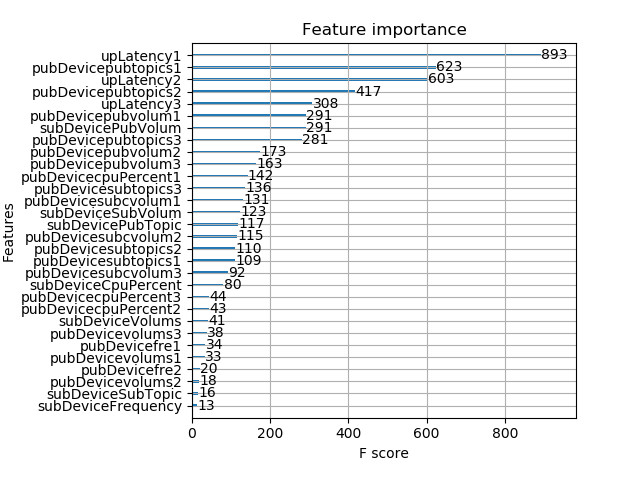 Feature importance
upLatency1 893
pubDevicepubtopics1 623
upLatency2 603
pubDevicepubtopics2 417
upLatency3 308
pubDevicepubvolum1 291
subDevicePubVolum 291
pubDevicepubtopics3 281
pubDevicepubvolum2 173
pubDevicepubvolum3 163
pubDevicecpuPercent1 142
pubDevicesubtopics3 136
pubDevicesubcvolum1 131
subDeviceSubVolum 123
subDevicePubTopic 117
pubDevicesubcvolum2 115
pubDevicesubtopics2 110
pubDevicesubtopics1 109
pubDevicesubcvolum3 92
subDeviceCpuPercent 80
pubDevicecpuPercent3 44
pubDevicecpuPercent2 43
subDeviceVolums 41
pubDevicevolums3 38
pubDevicefre1 34
pubDevicevolums1 33
pubDevicefre2 20
pubDevicevolums2 18
subDeviceSubTopic 16
subDeviceFrequency 13
Features
0 200 400 600 800
F score